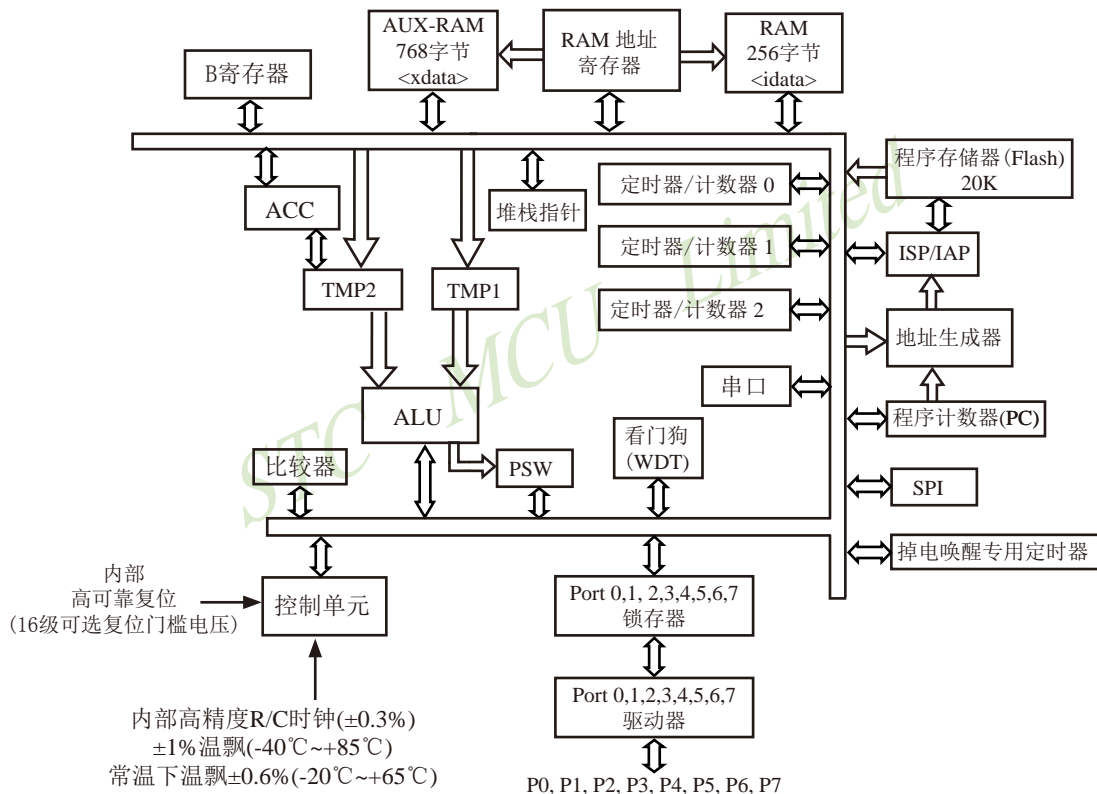 AUX-RAM
768字节
<xdata>
RAM 地址
寄存器
RAM
256字节
<idata>
B寄存器
程序存储器(Flash)
20K
定时器/计数器 0
ACC
堆栈指针
定时器/计数器 1
ISP/IAP
TMP2
TMP1
定时器/计数器 2
地址生成器
串口
ALU
程序计数器(PC)
看门狗
(WDT)
比较器
PSW
SPI
掉电唤醒专用定时器
内部
高可靠复位
(16级可选复位门槛电压)
控制单元
Port 0,1, 2,3,4,5,6,7
锁存器
Port 0,1,2,3,4,5,6,7
驱动器
内部高精度R/C时钟(±0.3%)
±1%温飘(-40℃~+85℃)
常温下温飘±0.6%(-20℃~+65℃)
P0, P1, P2, P3, P4, P5, P6, P7
STC MCU Limited